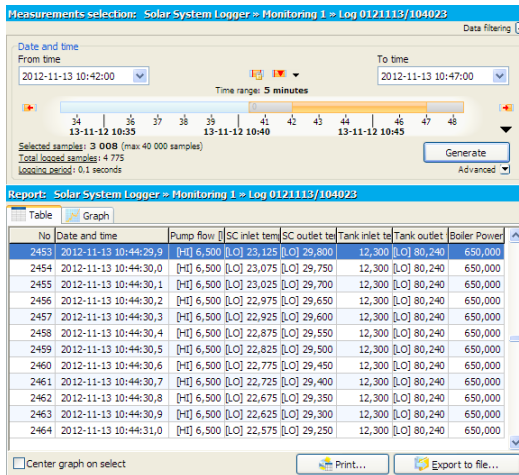 Measurements selection: Solar System Logger » Monitoring 1 » Log 0121113/104023
Data filtering
Date and time
From time
To time
2012-11-13 10:42:00
2012-11-13 10:47:00
Time range: 5 minutes
34 36 37 38 39 41 42 43 44 46 47 48
13-11-12 10:35 13-11-12 10:40 13-11-12 10:45
Selected samples: 3 008 (max 40 000 samples)
Total logged samples: 4 775
Generate
Logging period: 0,1 seconds
Advanced
Report: Solar System Logger » Monitoring 1 » Log 0121113/104023
Table Graph
No Date and time Pump flow [l SC inlet temp SC outlet ter Tank inlet te Tank outlet Boiler Power
2453 2012-11-13 10:44:29,9 [HI] 6,500 [LO] 23,125 [LO] 29,800 12,300 [LO] 80,240 650,000
2454 2012-11-13 10:44:30,0 [HI] 6,500 [LO] 23,075 [LO] 29,750 12,300 [LO] 80,240 650,000
2455 2012-11-13 10:44:30,1 [HI] 6,500 [LO] 23,025 [LO] 29,700 12,300 [LO] 80,240 650,000
2456 2012-11-13 10:44:30,2 [HI] 6,500 [LO] 22,975 [LO] 29,650 12,300 [LO] 80,240 650,000
2457 2012-11-13 10:44:30,3 [HI] 6,500 [LO] 22,925 [LO] 29,600 12,300 [LO] 80,240 650,000
2458 2012-11-13 10:44:30,4 [HI] 6,500 [LO] 22,875 [LO] 29,550 12,300 [LO] 80,240 650,000
2459 2012-11-13 10:44:30,5 [HI] 6,500 [LO] 22,825 [LO] 29,500 12,300 [LO] 80,240 650,000
2460 2012-11-13 10:44:30,6 [HI] 6,500 [LO] 22,775 [LO] 29,450 12,300 [LO] 80,240 650,000
2461 2012-11-13 10:44:30,7 [HI] 6,500 [LO] 22,725 [LO] 29,400 12,300 [LO] 80,240 650,000
2462 2012-11-13 10:44:30,8 [HI] 6,500 [LO] 22,675 [LO] 29,350 12,300 [LO] 80,240 650,000
2463 2012-11-13 10:44:30,9 [HI] 6,500 [LO] 22,625 [LO] 29,300 12,300 [LO] 80,240 650,000
2464 2012-11-13 10:44:31,0 [HI] 6,500 [LO] 22,575 [LO] 29,250 12,300 [LO] 80,240 650,000
Center graph on select Print... Export to file...